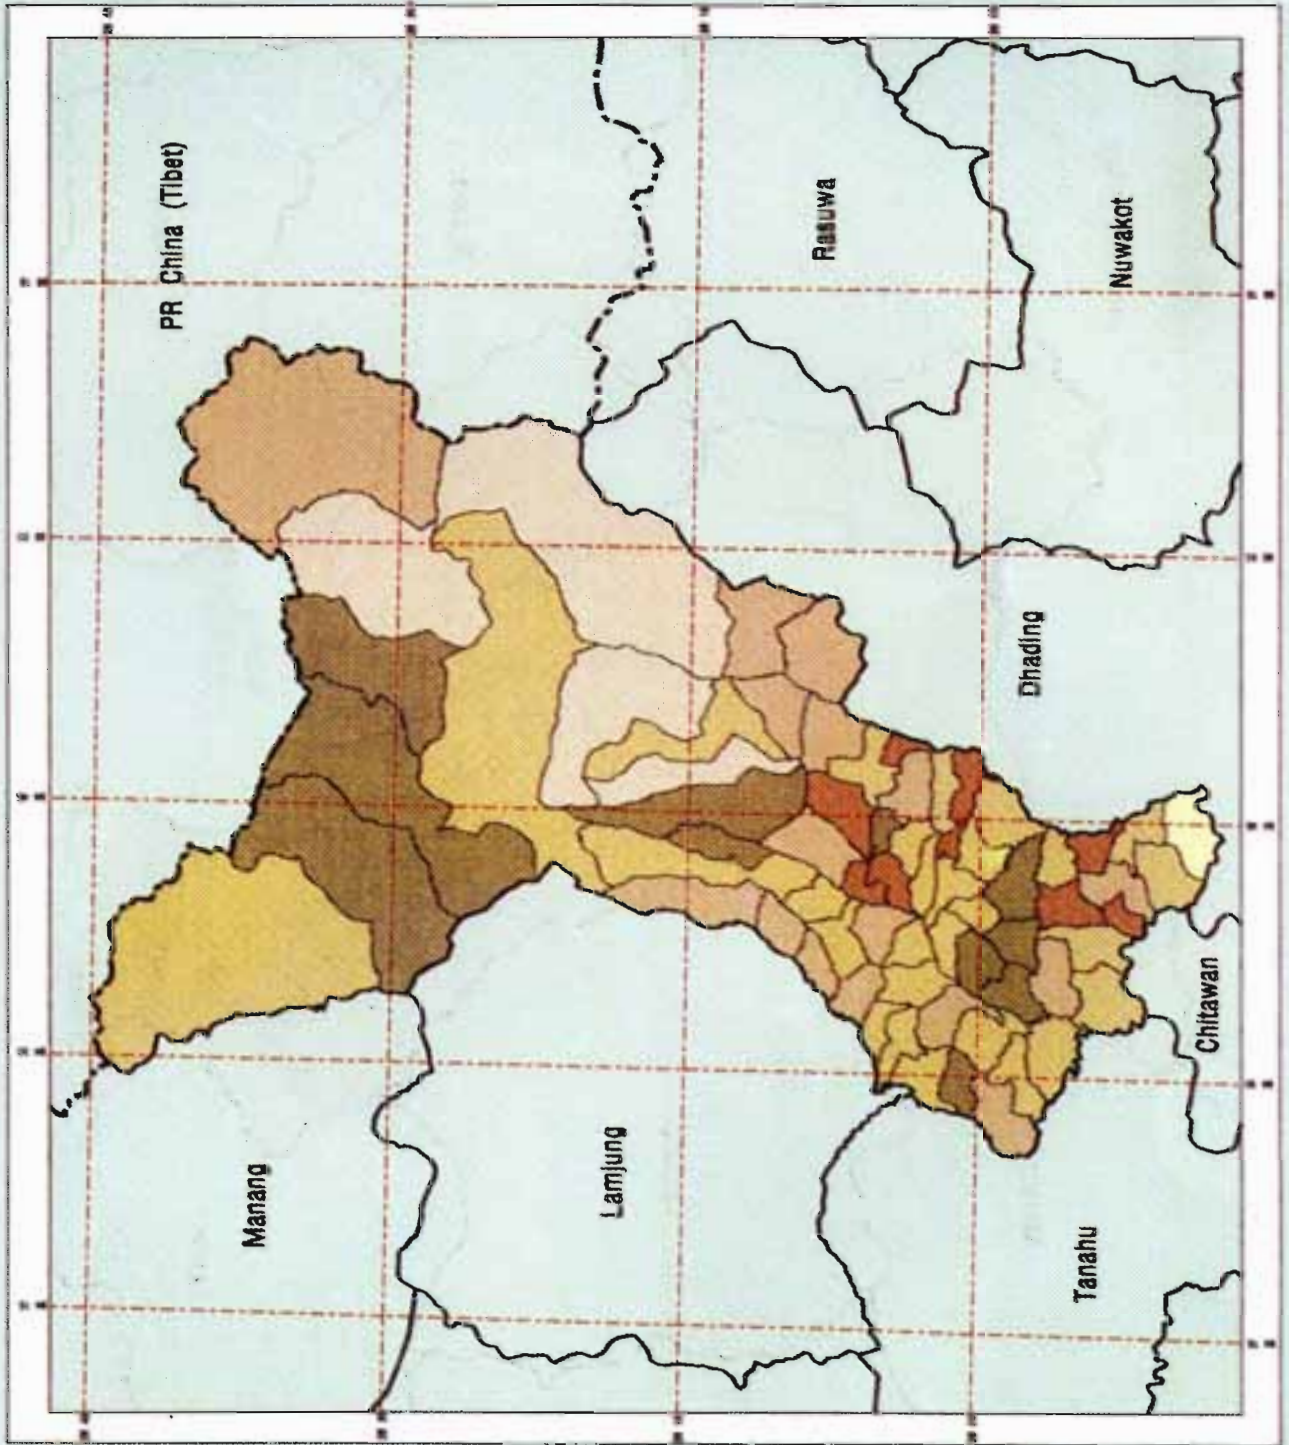 PR China (Tibet)
Manang
Rasuwa
Lamjung
Nuwakot
Dhading
Tanahu
Chitawan